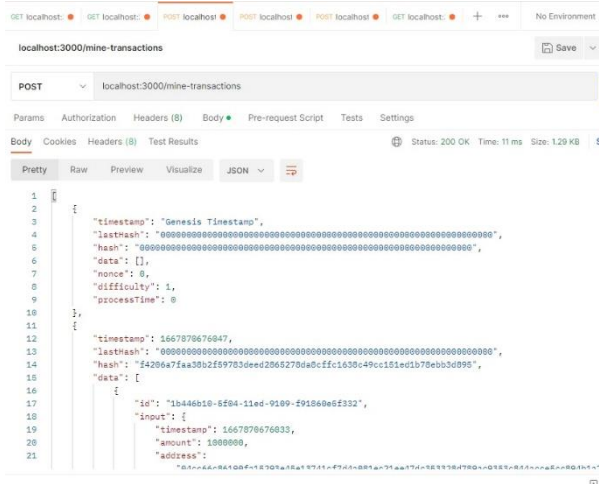 GET localhost: GET localhost: POST localhost POST localhost POST localhost GET localhost: + No Environment
localhost:3000/mine-transactions Save
POST localhost:3000/mine-transactions
Params Authorization Headers (8) Body Pre-request Script Tests Settings
Body Cookies Headers (8) Test Results Status: 200 OK Time: 11 ms Size: 1.29 KB
Pretty Raw Preview Visualize JSON
1 [
2 {
3 "timestamp": "Genesis Timestamp",
4 "lastHash":
5 "hash":
6 "data": [],
7 "nonce": 0,
8 "difficulty": 1,
9 "processTime": 0
10 },
11 {
12 "timestamp": 1667870676047,
13 "lastHash":
14 "hash":
15 "data": [
16 {
17 "id": "1b446b10-5f04-11ed-9109-f91860e5f332",
18 "input": {
19 "timestamp": 1667870676033,
20 "amount": 1000000,
21 "address":